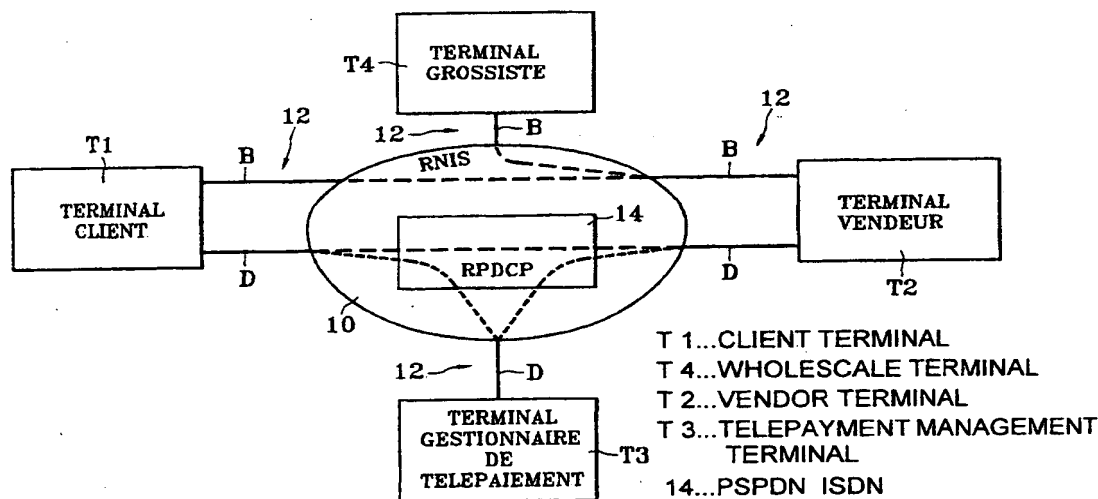 TERMINAL
GROSSISTE
T4
12
12
B
T1
B
RNIS
B
TERMINAL
CLIENT
14
TERMINAL
VENDEUR
RPDCP
D
D
T2
10
12
D
TERMINAL
GESTIONNAIRE
DE
TELEPAIEMENT
T3
T 1...CLIENT TERMINAL
T 4...WHOLESCALE TERMINAL
T 2...VENDOR TERMINAL
T 3...TELEPAYMENT MANAGEMENT
TERMINAL
14...PSPDN ISDN
12